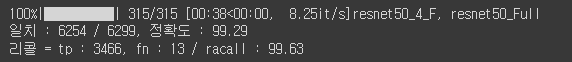 100%|██████████| 315/315 [00:38<00:00,  8.25it/s]resnet50_4_F, resnet50_Full
일치 : 6254 / 6299, 정확도 : 99.29
리콜 = tp : 3466, fn : 13 / racall : 99.63